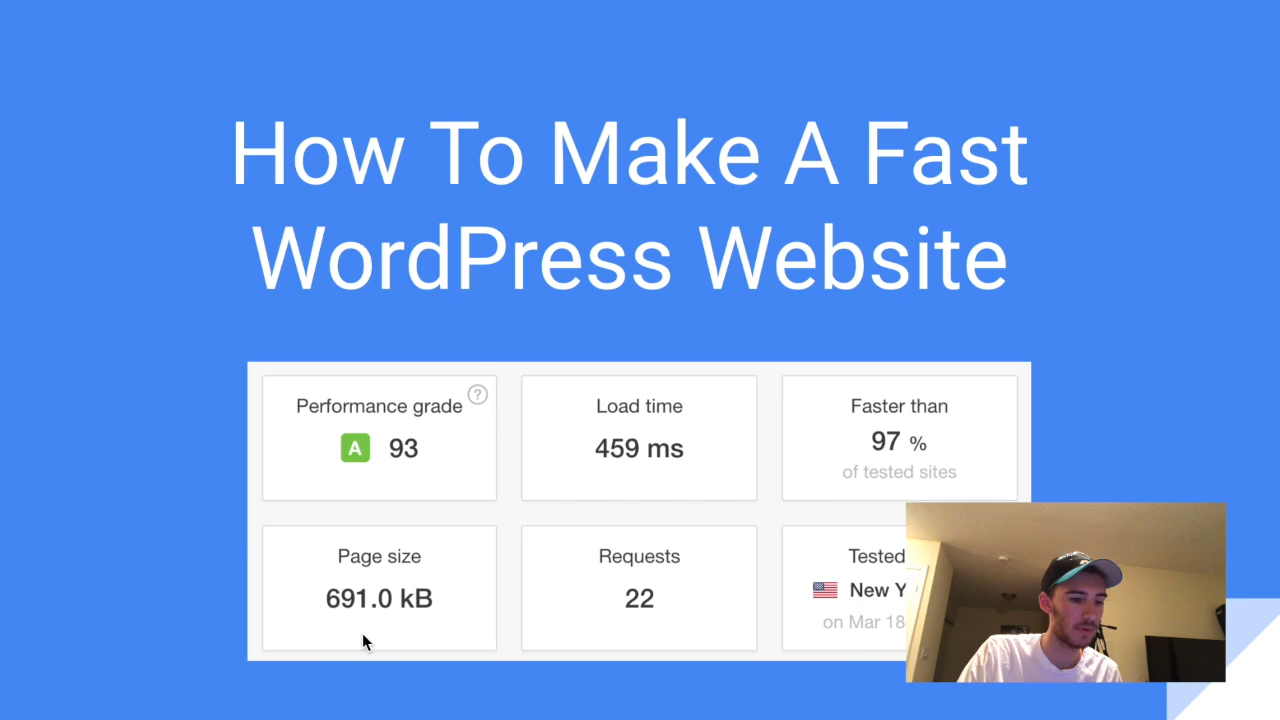 How To Make A Fast
WordPress Website
Performance grade
?
A 93
Load time
459 ms
Faster than
97 %
of tested sites
Page size
691.0 kB
Requests
22
Tested
New Y
on Mar 18